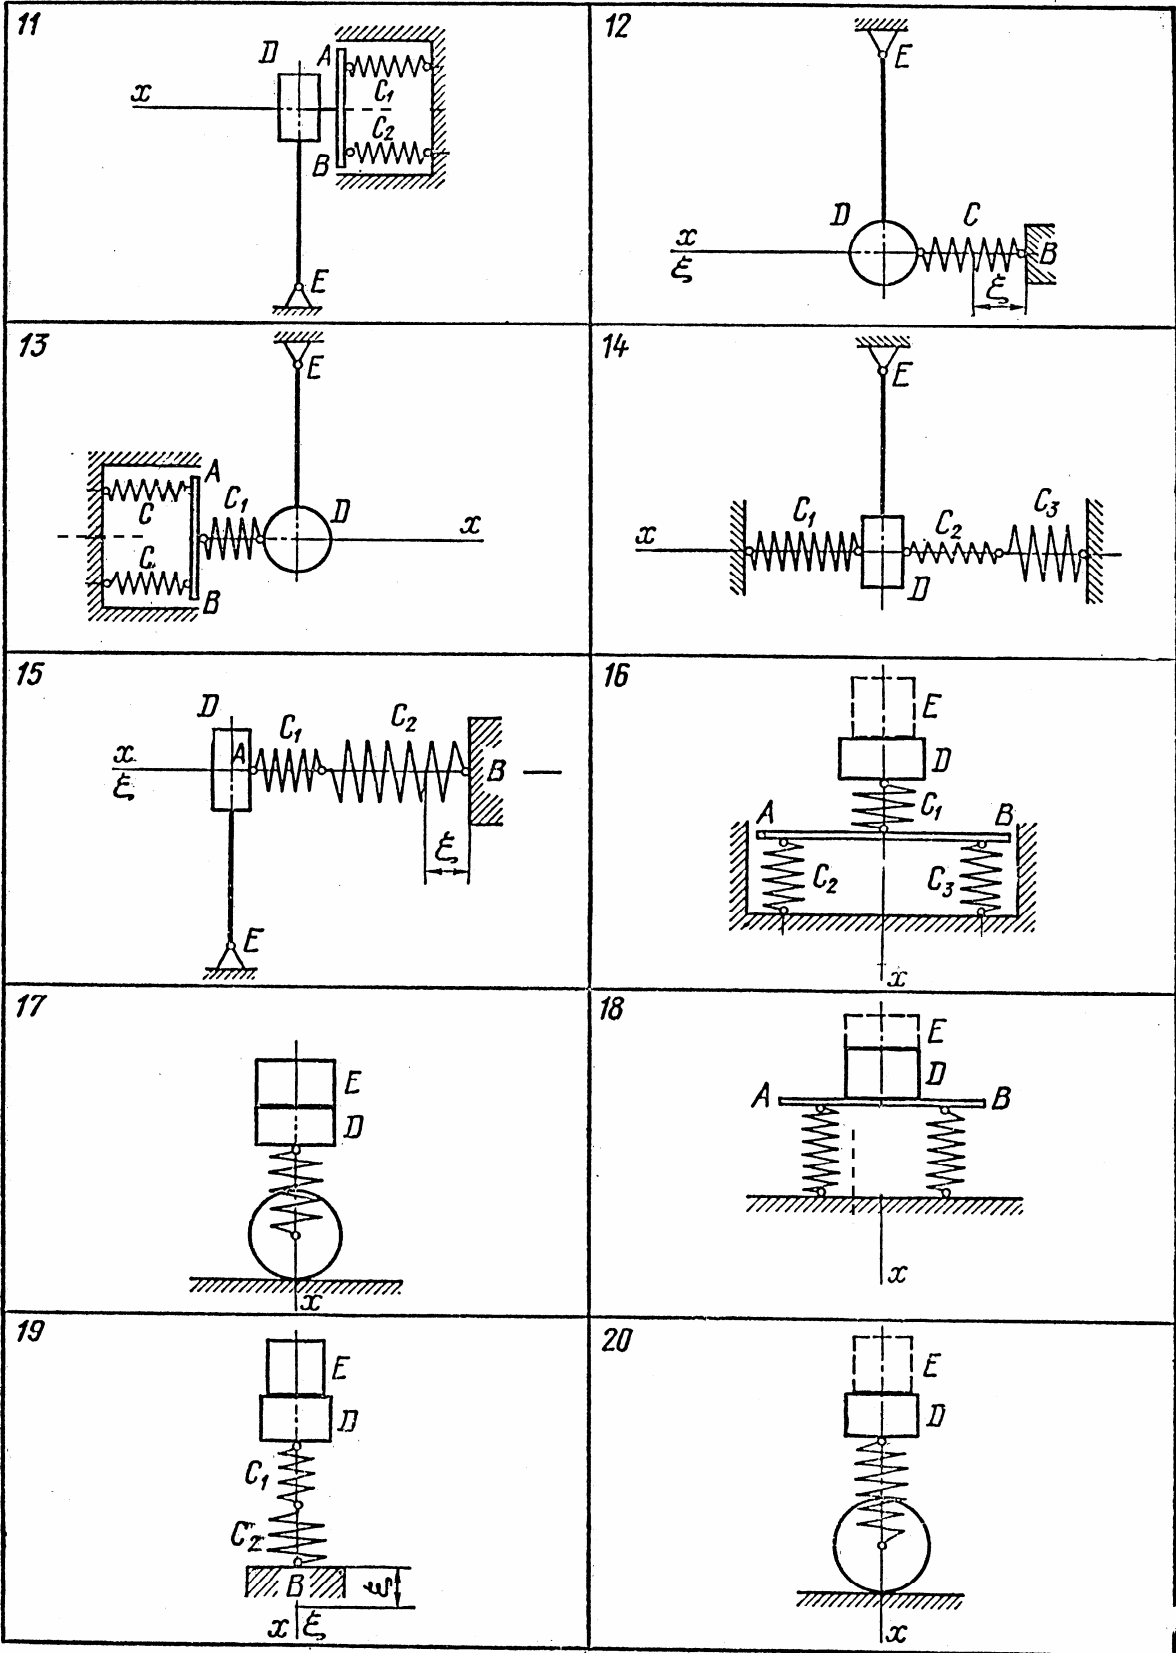 11
D A
x C₁
C₂
B
E
12
E
D C
x
ξ B
ξ
13
E
A
C₁
C D x
C
B
14
E
C₁ C₃
x C₂
D
15
D C₂
C₁
x A B
ξ
ξ
E
16
E
D
C₁
A B
C₂ C₃
x
17
E
D
x
18
E
D
A B
x
19
E
D
C₁
C₂
B ξ
x ξ
20
E
D
x